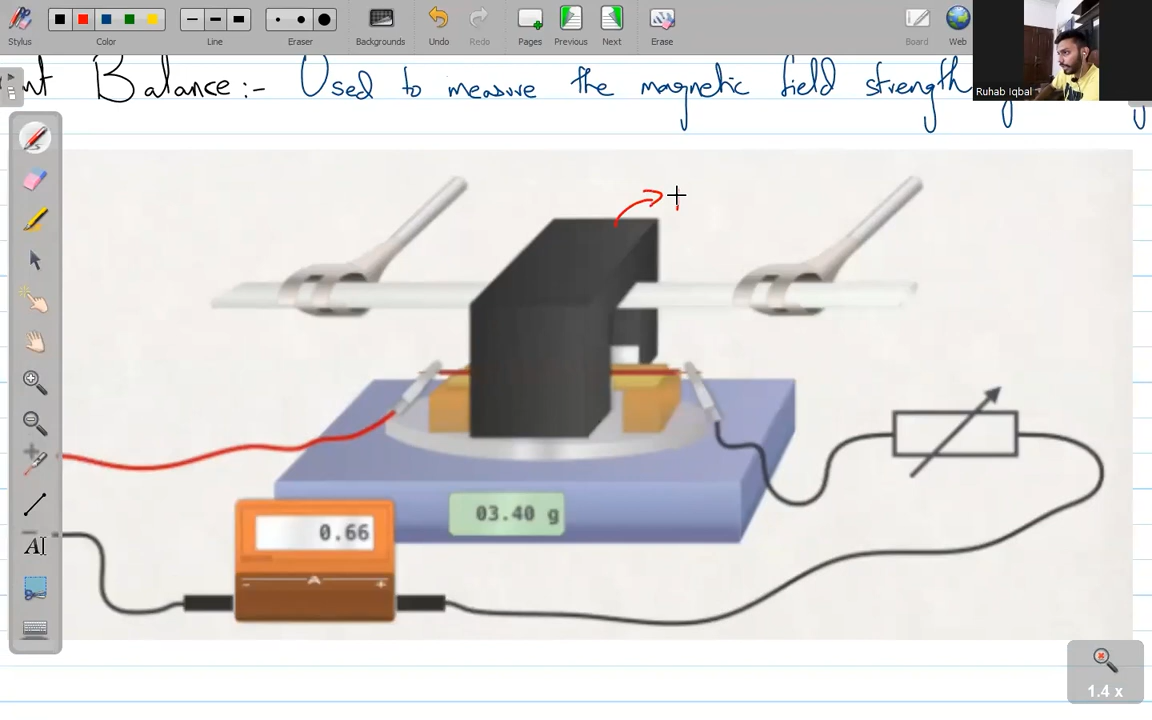 Stylus
Color
Line
Eraser
Backgrounds
Undo
Redo
Pages
Previous
Next
Erase
Board
Web
Ruhab Iqbal
Balance:- Used to measure the magnetic field strength
0.66
- A +
03.40 g
A
1.4 x